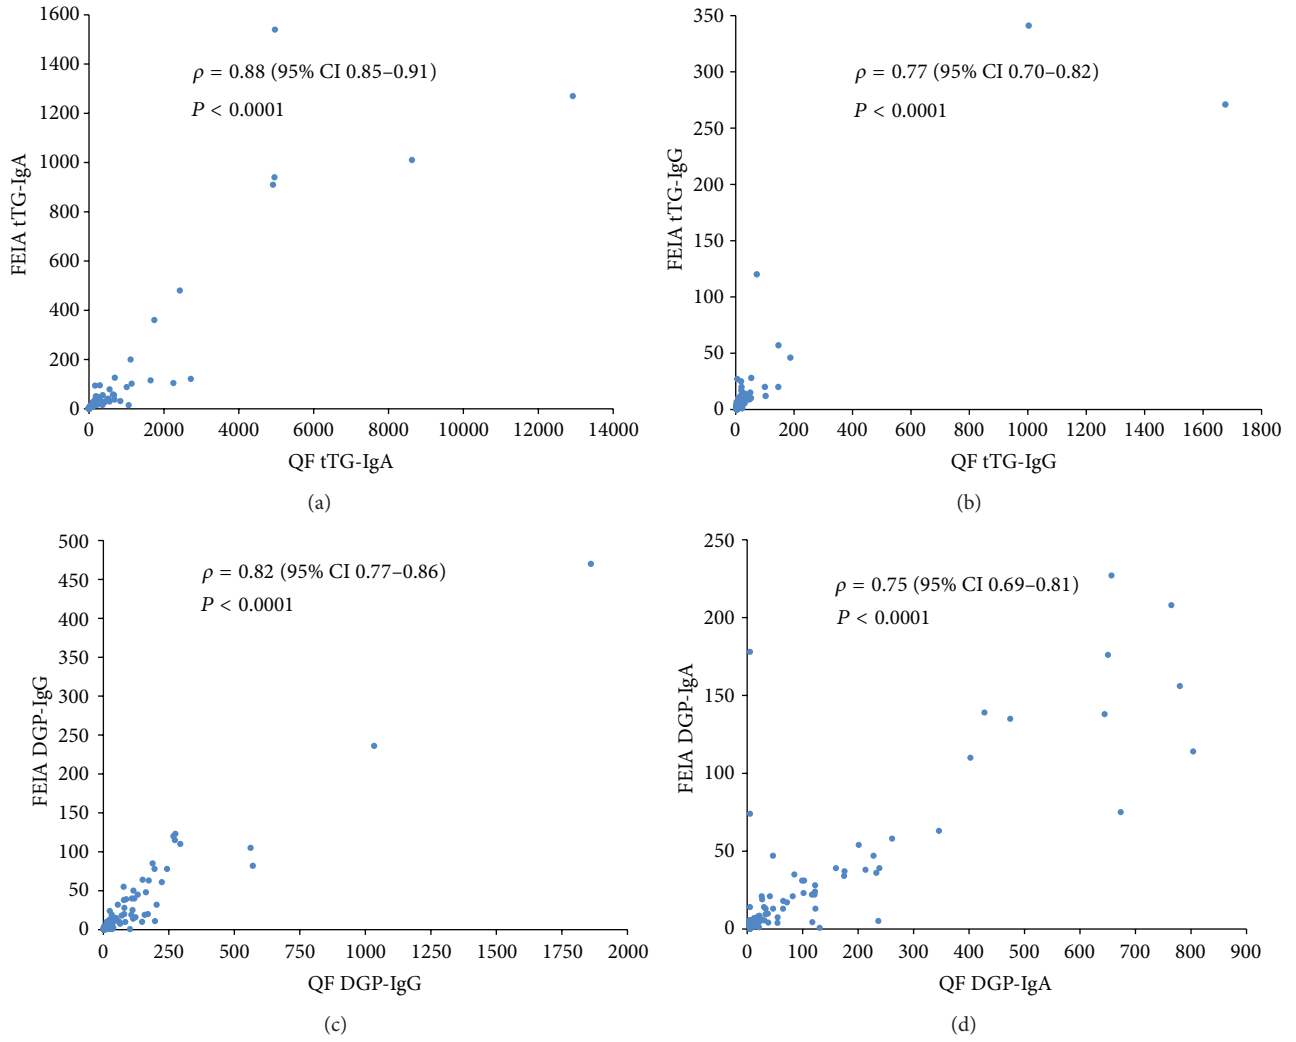 1600
1400
1200
1000
800
600
400
200
0
FEIA tTG-IgA
ρ = 0.88 (95% CI 0.85–0.91)
P < 0.0001
0 2000 4000 6000 8000 10000 12000 14000
QF tTG-IgA
(a)
350
300
250
200
150
100
50
0
FEIA tTG-IgG
ρ = 0.77 (95% CI 0.70–0.82)
P < 0.0001
0 200 400 600 800 1000 1200 1400 1600 1800
QF tTG-IgG
(b)
500
450
400
350
300
250
200
150
100
50
0
FEIA DGP-IgG
ρ = 0.82 (95% CI 0.77–0.86)
P < 0.0001
0 250 500 750 1000 1250 1500 1750 2000
QF DGP-IgG
(c)
250
200
150
100
50
0
FEIA DGP-IgA
ρ = 0.75 (95% CI 0.69–0.81)
P < 0.0001
0 100 200 300 400 500 600 700 800 900
QF DGP-IgA
(d)